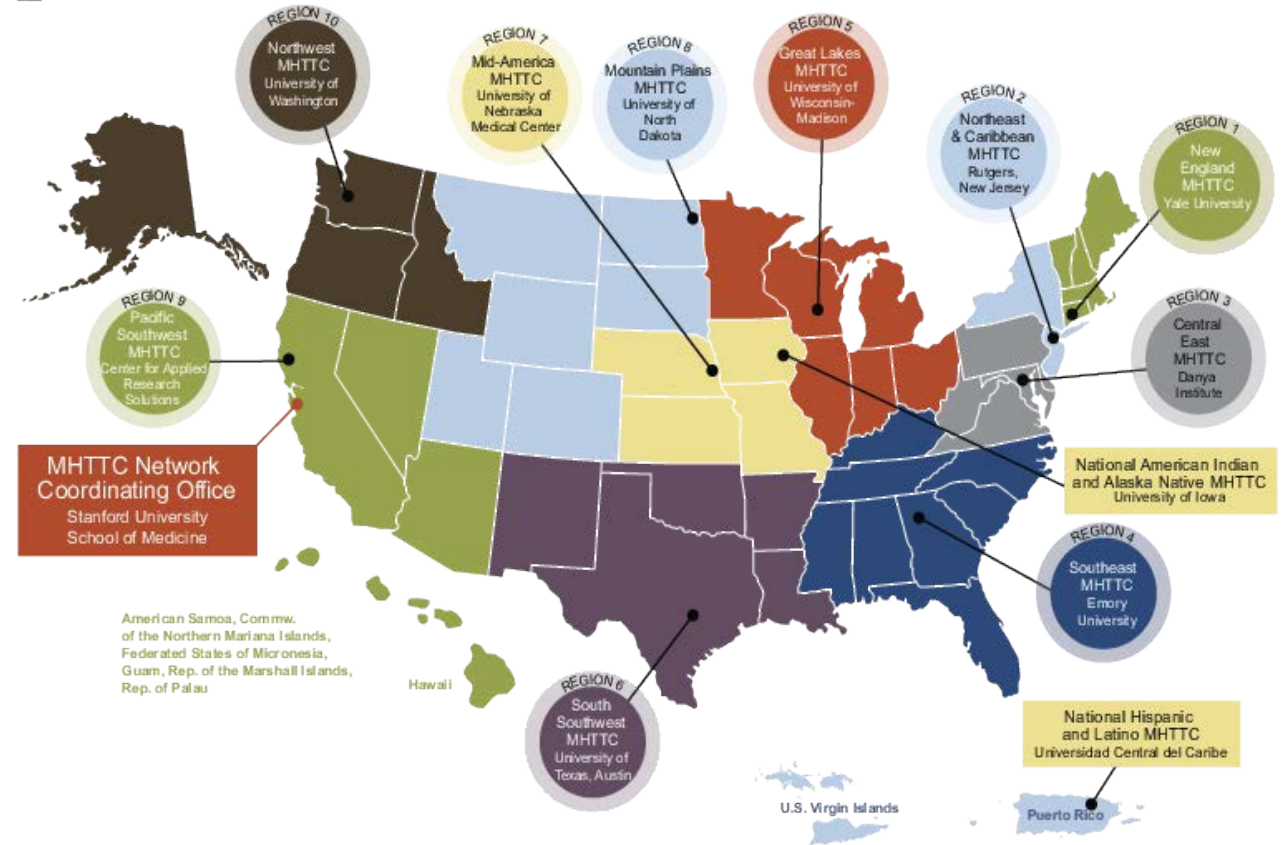 REGION 10
Northwest
MHTTC
University of
Washington
REGION 7
Mid-America
MHTTC
University of
Nebraska
Medical Center
REGION 8
Mountain Plains
MHTTC
University of
North
Dakota
REGION 5
Great Lakes
MHTTC
University of
Wisconsin-
Madison
REGION 2
Northeast
& Caribbean
MHTTC
Rutgers,
New Jersey
REGION 1
New
England
MHTTC
Yale University
REGION 9
Pacific
Southwest
MHTTC
Center for Applied
Research
Solutions
REGION 3
Central
East
MHTTC
Danya
Institute
MHTTC Network
Coordinating Office
Stanford University
School of Medicine
National American Indian
and Alaska Native MHTTC
University of Iowa
REGION 4
Southeast
MHTTC
Emory
University
American Samoa, Commw.
of the Northern Mariana Islands,
Federated States of Micronesia,
Guam, Rep. of the Marshall Islands,
Rep. of Palau
Hawaii
REGION 6
South
Southwest
MHTTC
University of
Texas, Austin
National Hispanic
and Latino MHTTC
Universidad Central del Caribe
U.S. Virgin Islands
Puerto Rico